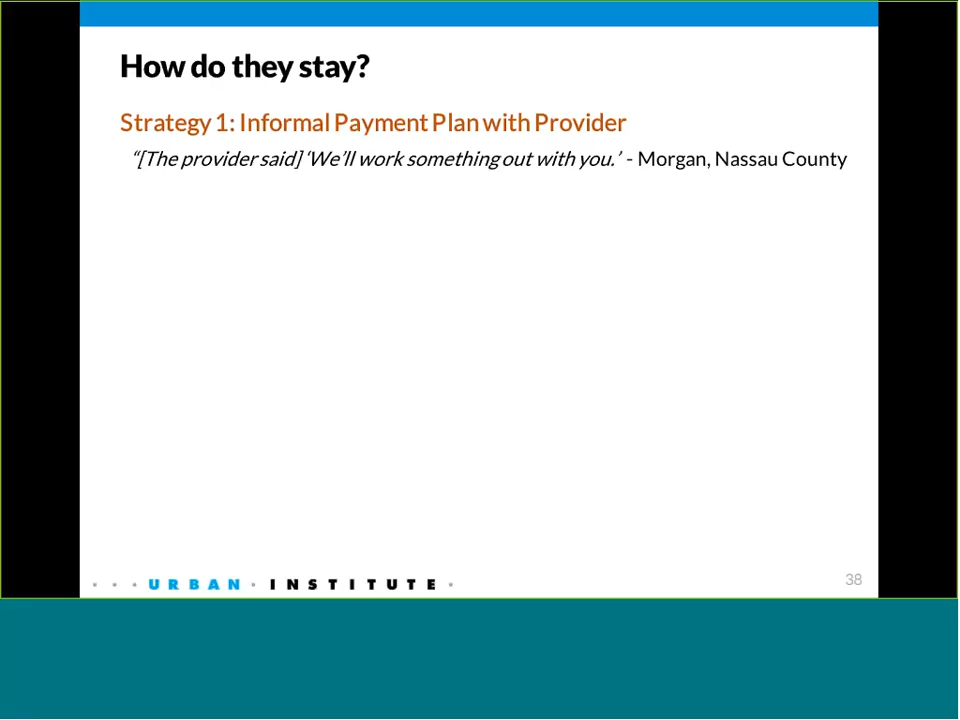 How do they stay?
Strategy 1: Informal Payment Plan with Provider
“[The provider said] ‘We’ll work something out with you.’ - Morgan, Nassau County
URBAN INSTITUTE
38